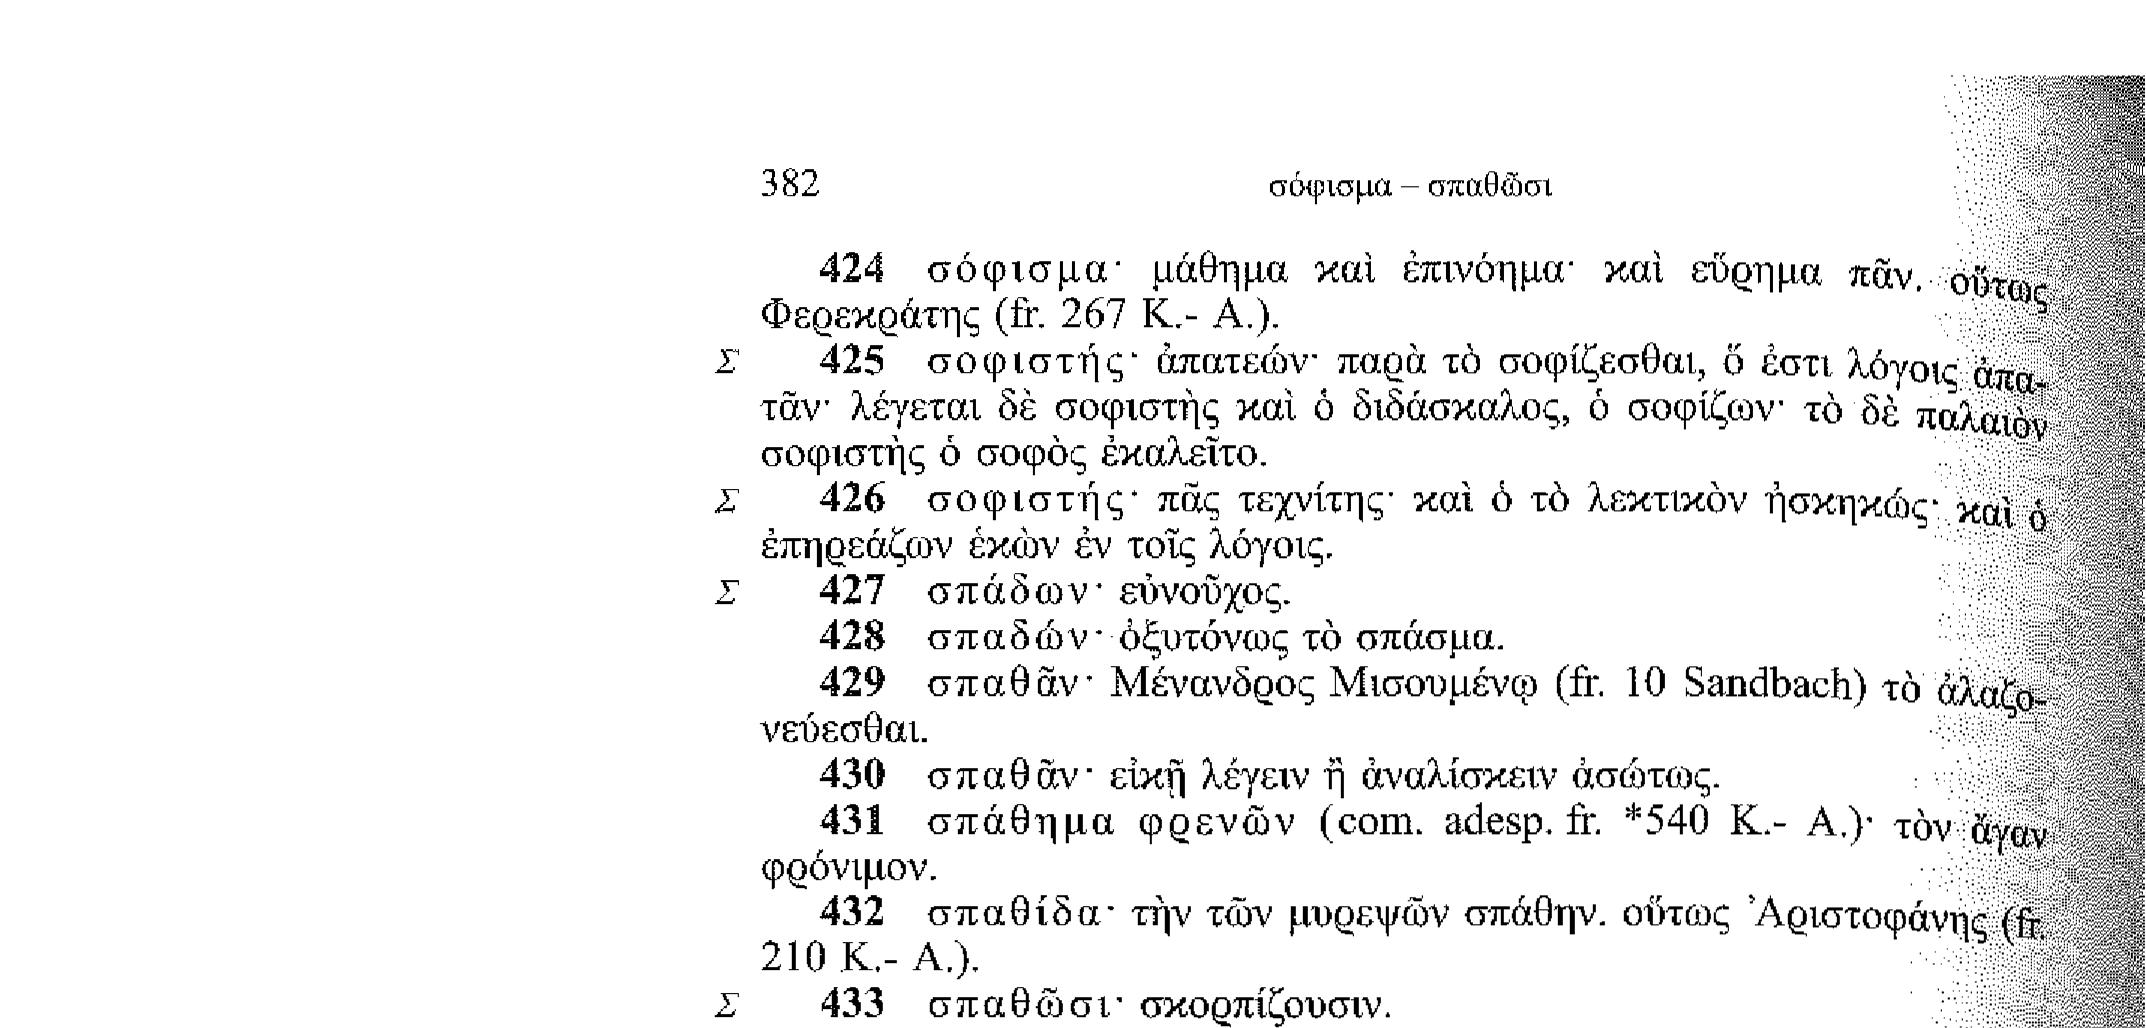 382 σόφισμα – σπαθῶσι
424 σόφισμα· μάθημα καὶ ἐπινόημα· καὶ εὕρημα πᾶν. οὕτως
Φερεκράτης (fr. 267 K.- A.).
Σ 425 σοφιστής· ἀπατεών· παρὰ τὸ σοφίζεσθαι, ὅ ἐστι λόγοις ἀπα-
τᾶν· λέγεται δὲ σοφιστὴς καὶ ὁ διδάσκαλος, ὁ σοφίζων· τὸ δὲ παλαιὸν
σοφιστὴς ὁ σοφὸς ἐκαλεῖτο.
Σ 426 σοφιστής· πᾶς τεχνίτης· καὶ ὁ τὸ λεκτικὸν ἠσκηκώς· καὶ ὁ
ἐπηρεάζων ἑκὼν ἐν τοῖς λόγοις.
Σ 427 σπάδων· εὐνοῦχος.
428 σπαδών· ὀξυτόνως τὸ σπάσμα.
429 σπαθᾶν· Μένανδρος Μισουμένῳ (fr. 10 Sandbach) τὸ ἀλαζο-
νεύεσθαι.
430 σπαθᾶν· εἰκῇ λέγειν ἢ ἀναλίσκειν ἀσώτως.
431 σπάθημα φρενῶν (com. adesp. fr. *540 K.- A.)· τὸν ἄγαν
φρόνιμον.
432 σπαθίδα· τὴν τῶν μυρεψῶν σπάθην. οὕτως Ἀριστοφάνης (fr.
210 K.- A.).
Σ 433 σπαθῶσι· σκορπίζουσιν.